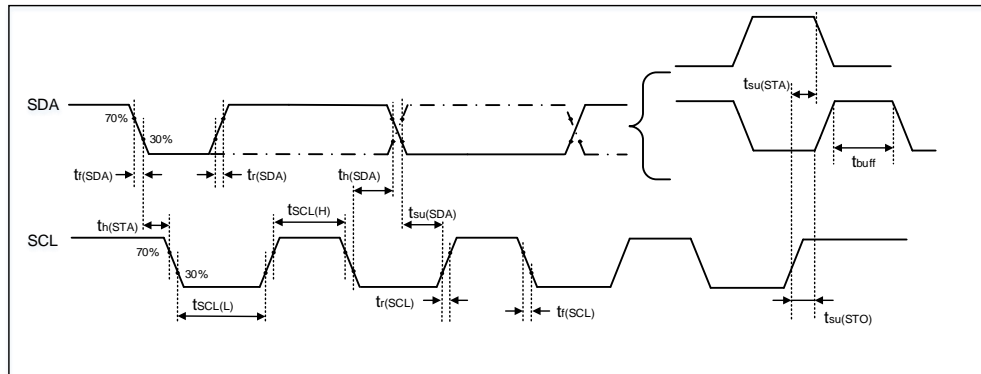 tsu(STA)
SDA
70%
30%
tbuff
tf(SDA)
tr(SDA)
th(SDA)
tSCL(H)
tsu(SDA)
th(STA)
SCL
70%
30%
tSCL(L)
tr(SCL)
tf(SCL)
tsu(STO)